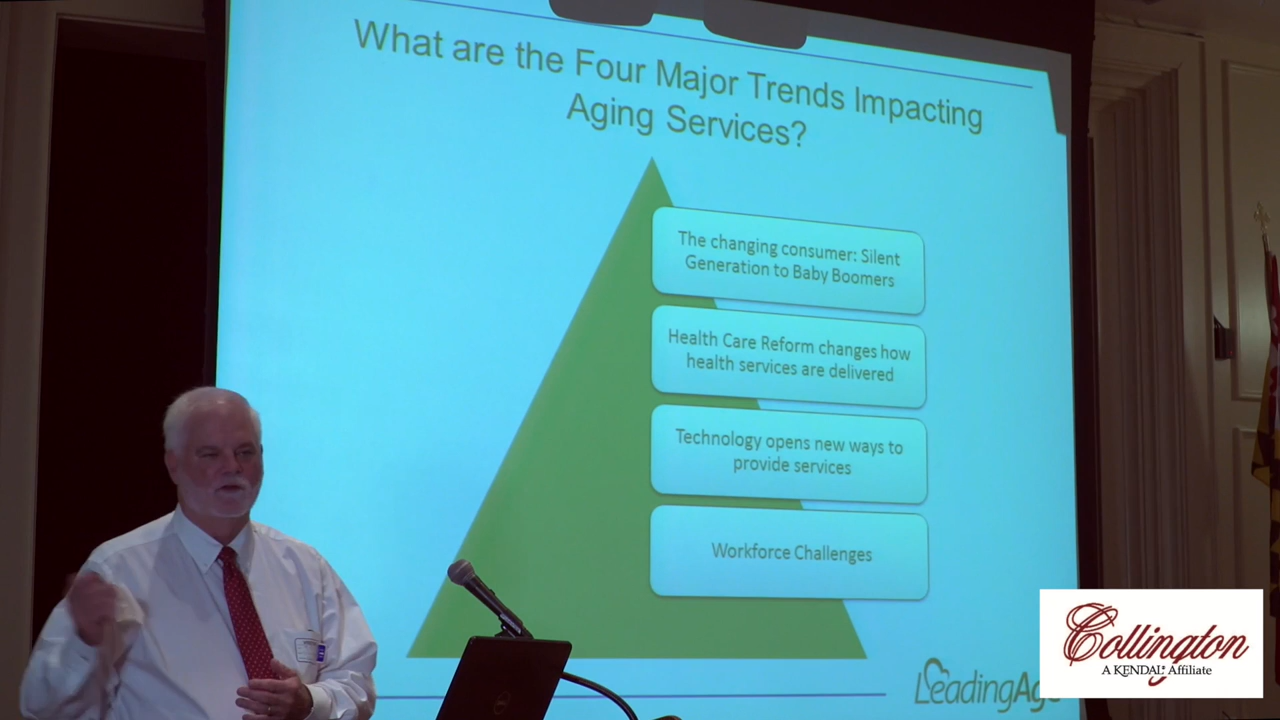 What are the Four Major Trends Impacting
Aging Services?
The changing consumer: Silent
Generation to Baby Boomers
Health Care Reform changes how
health services are delivered
Technology opens new ways to
provide services
Workforce Challenges
LeadingAge
Collington
A KENDAL Affiliate